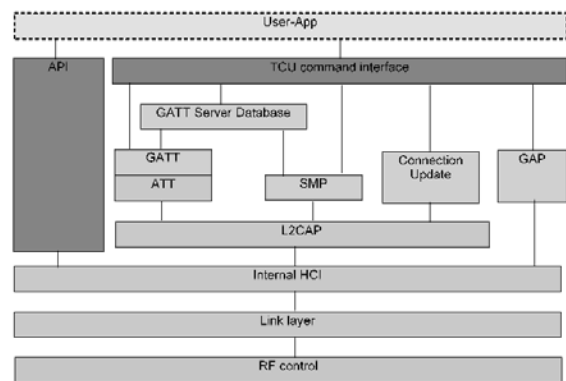 User-App
API
TCU command interface
GATT Server Database
GATT
ATT
SMP
Connection
Update
GAP
L2CAP
Internal HCI
Link layer
RF control